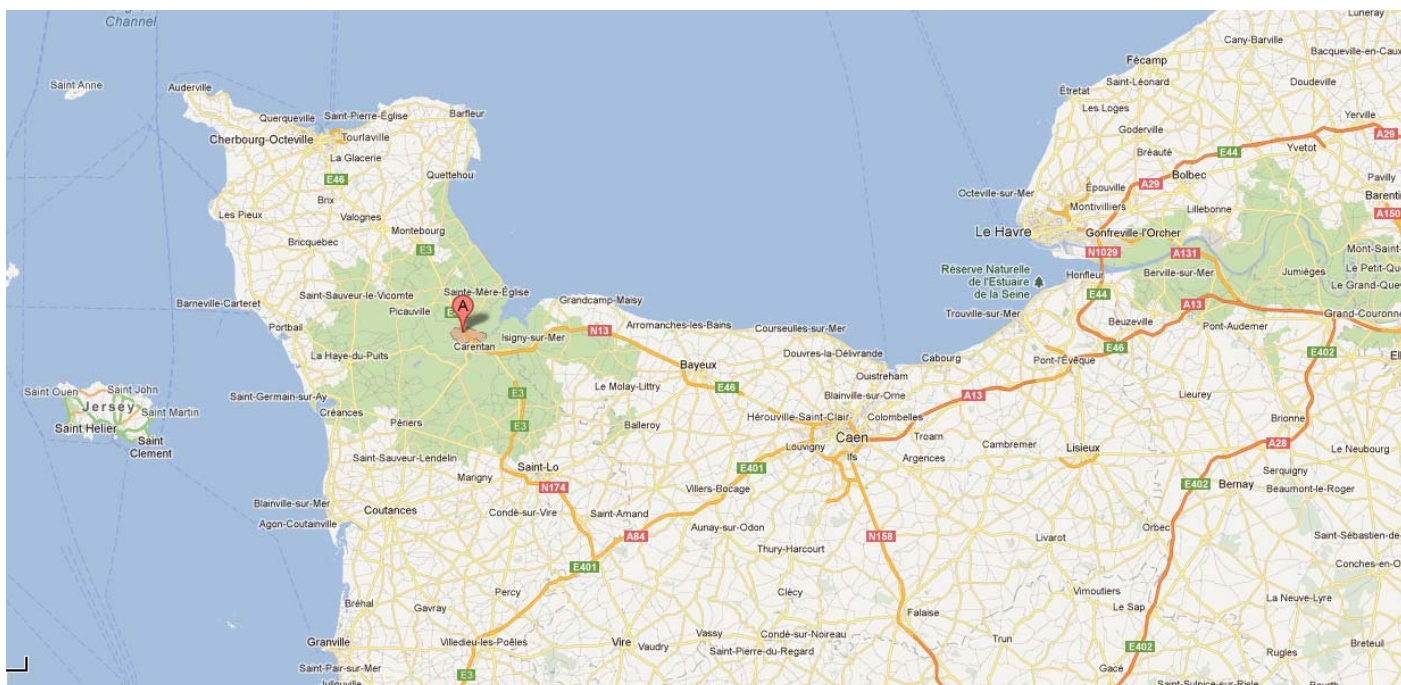 Channel
Saint Anne
Auderville
Querqueville
Saint-Pierre-Église
Barfleur
Cherbourg-Octeville
Tourlaville
La Glacerie
Quettehou
E46
Brix
Les Pieux
Valognes
Montebourg
Bricquebec
E3
Saint-Sauveur-le-Vicomte
Sainte-Mère-Église
Barneville-Carteret
Picauville
A
Portbail
Carentan
Isigny-sur-Mer
Grandcamp-Maisy
N13
La Haye-du-Puits
Arromanches-les-Bains
Courseulles-sur-Mer
Bayeux
Douvres-la-Délivrande
Le Molay-Littry
E46
Ouistreham
Cabourg
Saint Ouen
Saint John
Jersey
Saint Martin
Saint Helier
Saint
Clement
Saint-Germain-sur-Ay
Créances
Périers
E3
E3
Balleroy
Blainville-sur-Orne
Hérouville-Saint-Clair
Colombelles
Caen
Louvigny
Ifs
Troarn
Argences
Cambremer
Lisieux
A13
Saint-Sauveur-Lendelin
Marigny
Saint-Lo
N174
E401
Villers-Bocage
Blainville-sur-Mer
Agon-Coutainville
Coutances
Condé-sur-Vire
Saint-Amand
A84
Aunay-sur-Odon
N158
Thury-Harcourt
E401
Bréhal
Gavray
Percy
Clécy
Falaise
Granville
Villedieu-les-Poêles
Vire
Vaudry
Vassy
Condé-sur-Noireau
Saint-Pierre-du-Regard
Saint-Pair-sur-Mer
E3
Luneray
Cany-Barville
Bacqueville-en-Caux
Fécamp
Saint-Léonard
Doudeville
Étretat
Les Loges
Yerville
Goderville
A29
E44
Yvetot
Bréauté
Bolbec
Pavilly
Octeville-sur-Mer
Épouville
A29
Montivilliers
Lillebonne
A150
Le Havre
Gonfreville-l'Orcher
N1029
A131
Réserve Naturelle
de l'Estuaire
de la Seine
Honfleur
Berville-sur-Mer
Jumièges
E44
A13
Trouville-sur-Mer
Beuzeville
Pont-Audemer
E46
E402
Pont-l'Évêque
Lieurey
Brionne
A28
Le Neubourg
Serquigny
E402
Bernay
Beaumont-le-Roger
Orbec
Livarot
Vimoutiers
La Neuve-Lyre
Le Sap
Trun
E402
Rugles
Breteuil
Gacé